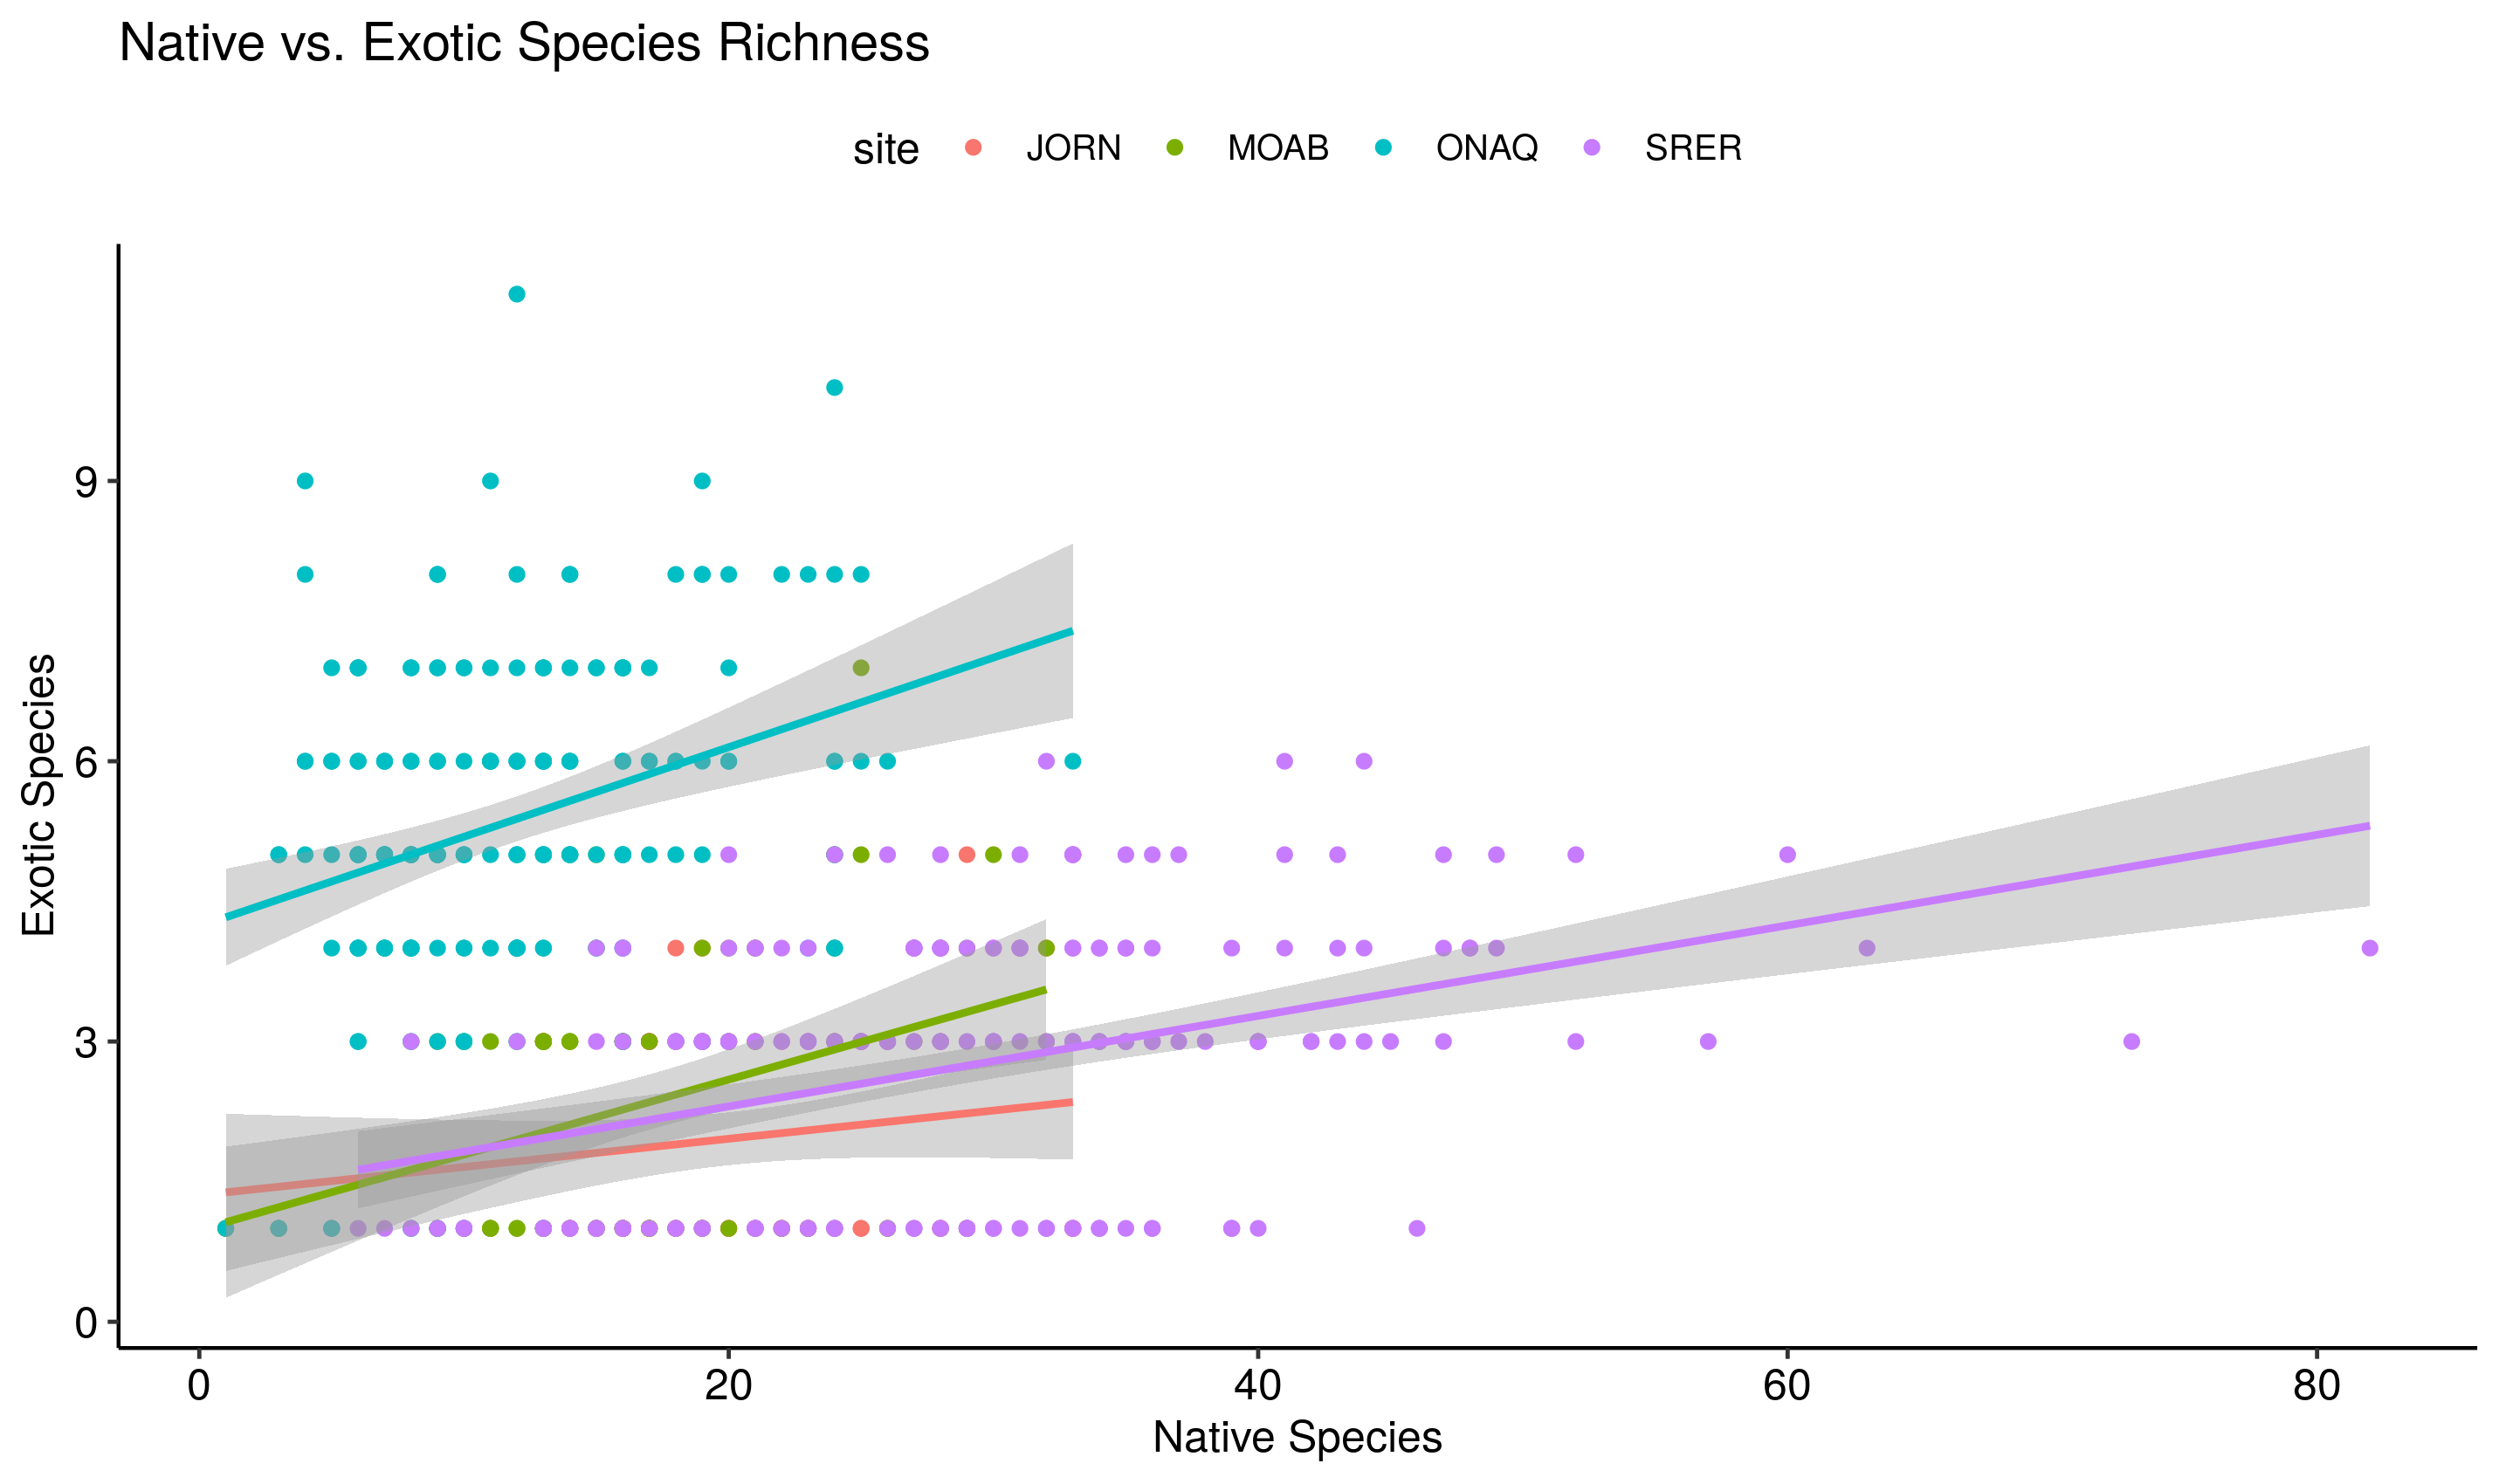 Native vs. Exotic Species Richness
site JORN MOAB ONAQ SRER
9
6
3
0
Exotic Species
0 20 40 60 80
Native Species